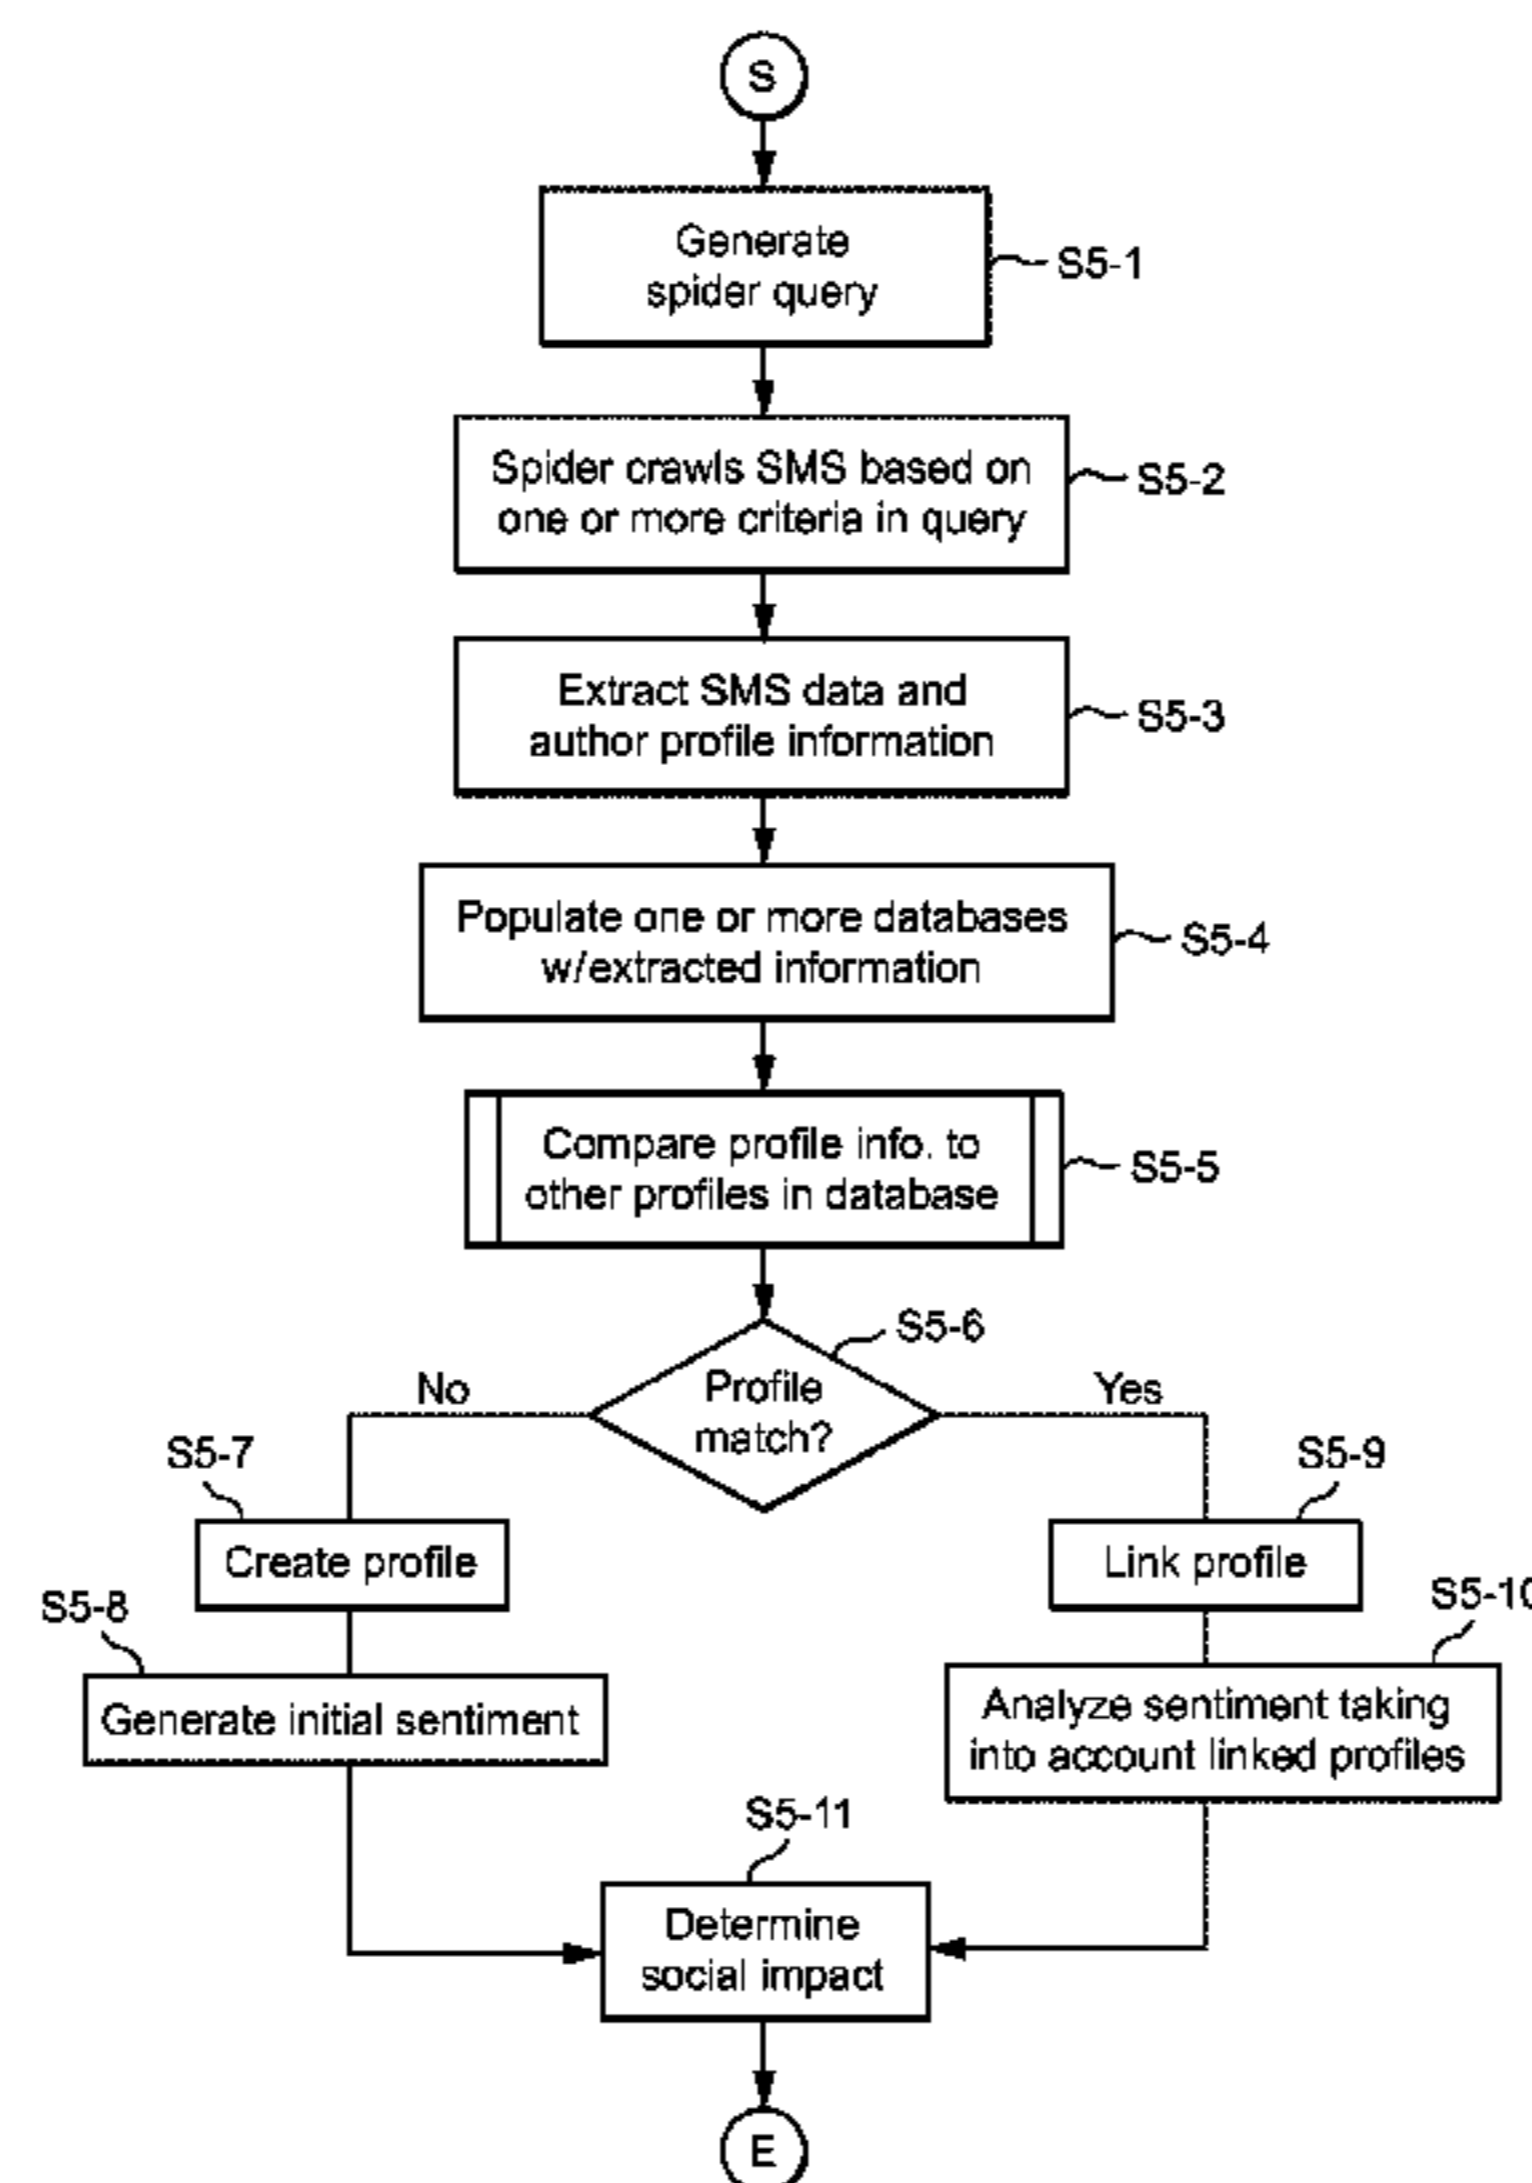 S
Generate
spider query
S5-1
Spider crawls SMS based on
one or more criteria in query
S5-2
Extract SMS data and
author profile information
S5-3
Populate one or more databases
w/extracted information
S5-4
Compare profile info. to
other profiles in database
S5-5
S5-6
Profile
match?
No
Yes
S5-7
Create profile
S5-8
Generate initial sentiment
S5-9
Link profile
S5-10
Analyze sentiment taking
into account linked profiles
S5-11
Determine
social impact
E